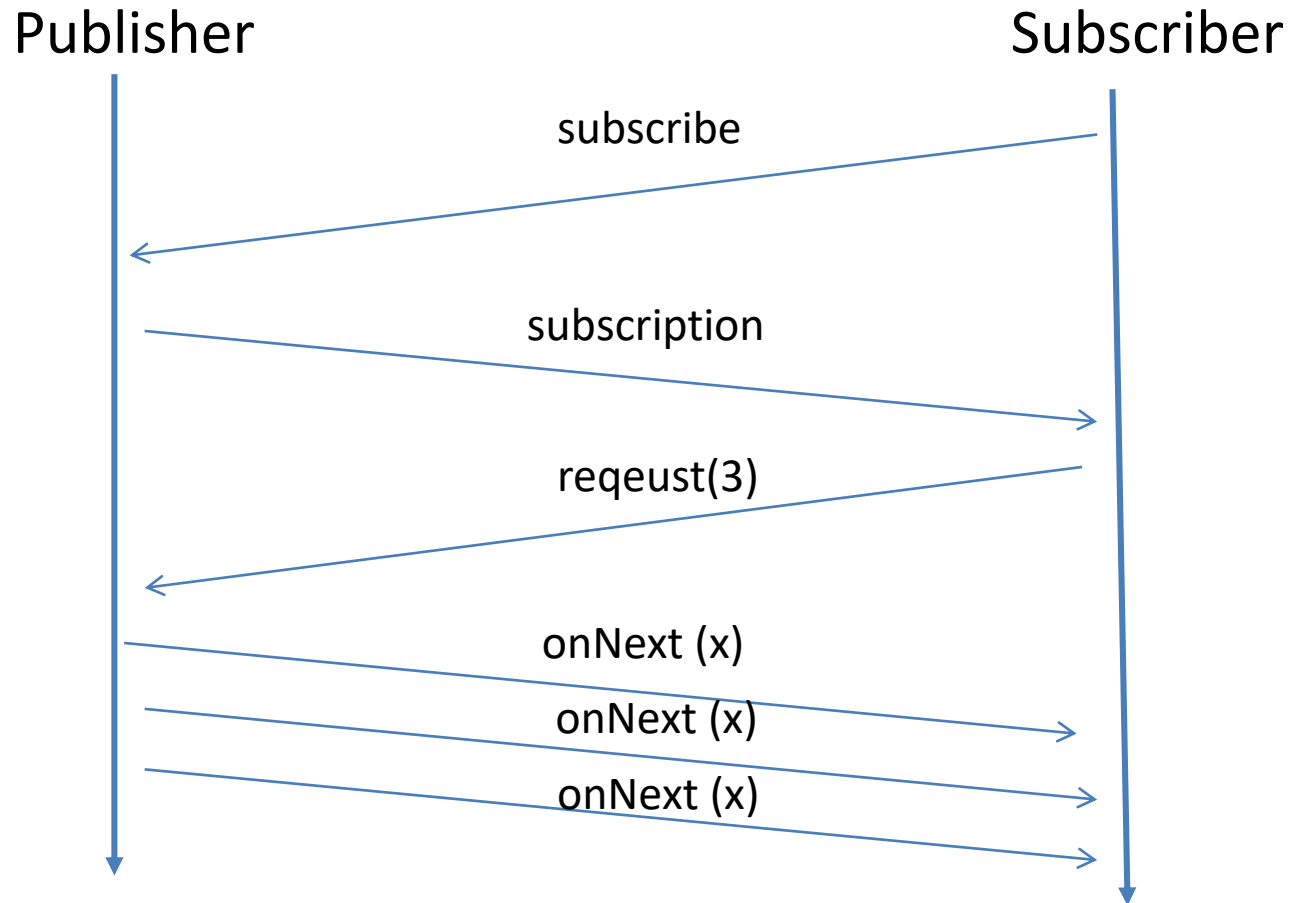 Publisher
Subscriber
subscribe
subscription
reqeust(3)
onNext (x)
onNext (x)
onNext (x)